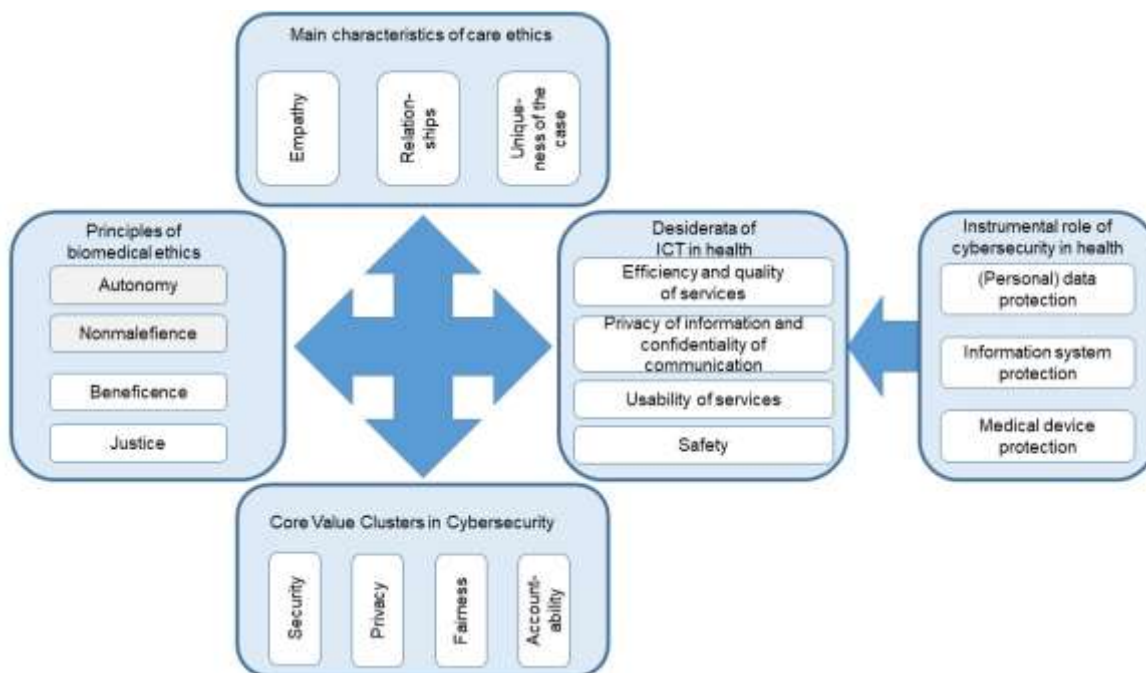 Main characteristics of care ethics
Empathy
Relation-
ships
Unique-
ness of the
case
Principles of
biomedical ethics
Autonomy
Nonmalefience
Beneficence
Justice
Desiderata of
ICT in health
Efficiency and quality
of services
Privacy of information and
confidentiality of
communication
Usability of services
Safety
Instrumental role of
cybersecurity in health
(Personal) data
protection
Information system
protection
Medical device
protection
Core Value Clusters in Cybersecurity
Security
Privacy
Fairness
Account-
ability